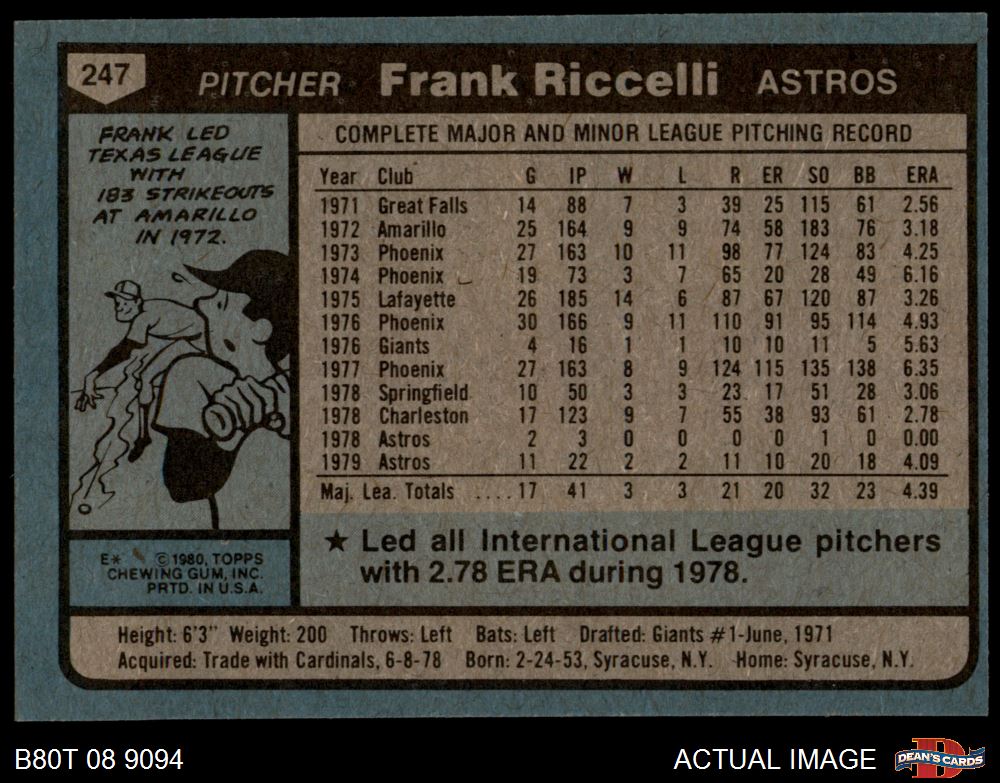 247 PITCHER Frank Riccelli ASTROS
FRANK LED
TEXAS LEAGUE
WITH
183 STRIKEOUTS
AT AMARILLO
IN 1972.
COMPLETE MAJOR AND MINOR LEAGUE PITCHING RECORD
Year Club G IP W L R ER SO BB ERA
1971 Great Falls 14 88 7 3 39 25 115 61 2.56
1972 Amarillo 25 164 9 9 74 58 183 76 3.18
1973 Phoenix 27 163 10 11 98 77 124 83 4.25
1974 Phoenix 19 73 3 7 65 20 28 49 6.16
1975 Lafayette 26 185 14 6 87 67 120 87 3.26
1976 Phoenix 30 166 9 11 110 91 95 114 4.93
1976 Giants 4 16 1 1 10 10 11 5 5.63
1977 Phoenix 27 163 8 9 124 115 135 138 6.35
1978 Springfield 10 50 3 3 23 17 51 28 3.06
1978 Charleston 17 123 9 7 55 38 93 61 2.78
1978 Astros 2 3 0 0 0 0 1 0 0.00
1979 Astros 11 22 2 2 11 10 20 18 4.09
Maj. Lea. Totals ....17 41 3 3 21 20 32 23 4.39
★ Led all International League pitchers
with 2.78 ERA during 1978.
E* ©1980, TOPPS
CHEWING GUM, INC.
PRTD. IN U.S.A.
Height: 6'3" Weight: 200 Throws: Left Bats: Left Drafted: Giants #1-June, 1971
Acquired: Trade with Cardinals, 6-8-78 Born: 2-24-53, Syracuse, N.Y. Home: Syracuse, N.Y.
B80T 08 9094 ACTUAL IMAGE D DEAN'S CARDS